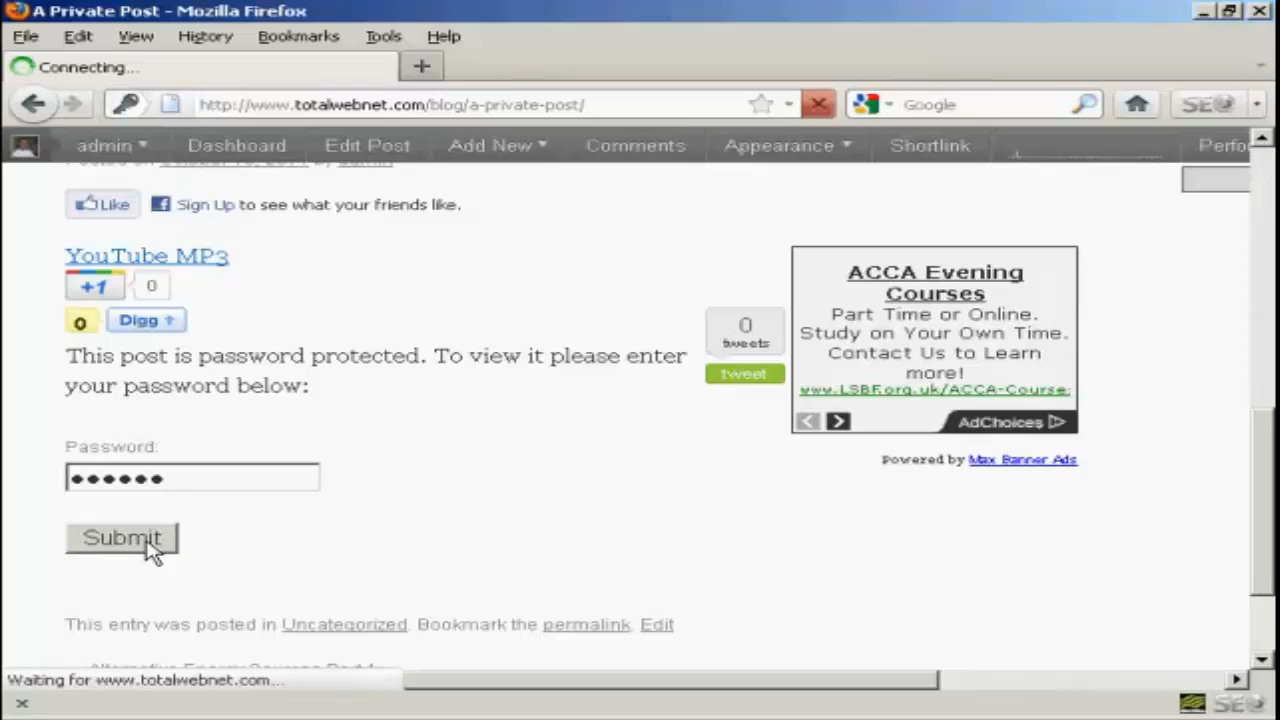 A Private Post - Mozilla Firefox
File Edit View History Bookmarks Tools Help
Connecting...
http://www.totalwebnet.com/blog/a-private-post/
Google
SEO
admin Dashboard Edit Post Add New Comments Appearance Shortlink
Like Sign Up to see what your friends like.
YouTube MP3
+1 0
0 Digg
This post is password protected. To view it please enter
your password below:
Password:
Submit
0
tweets
tweet
ACCA Evening
Courses
Part Time or Online.
Study on Your Own Time.
Contact Us to Learn
more!
www.LSBF.org.uk/ACCA-Course
AdChoices
Powered by Max Banner Ads
This entry was posted in Uncategorized. Bookmark the permalink. Edit
Waiting for www.totalwebnet.com...
SEO